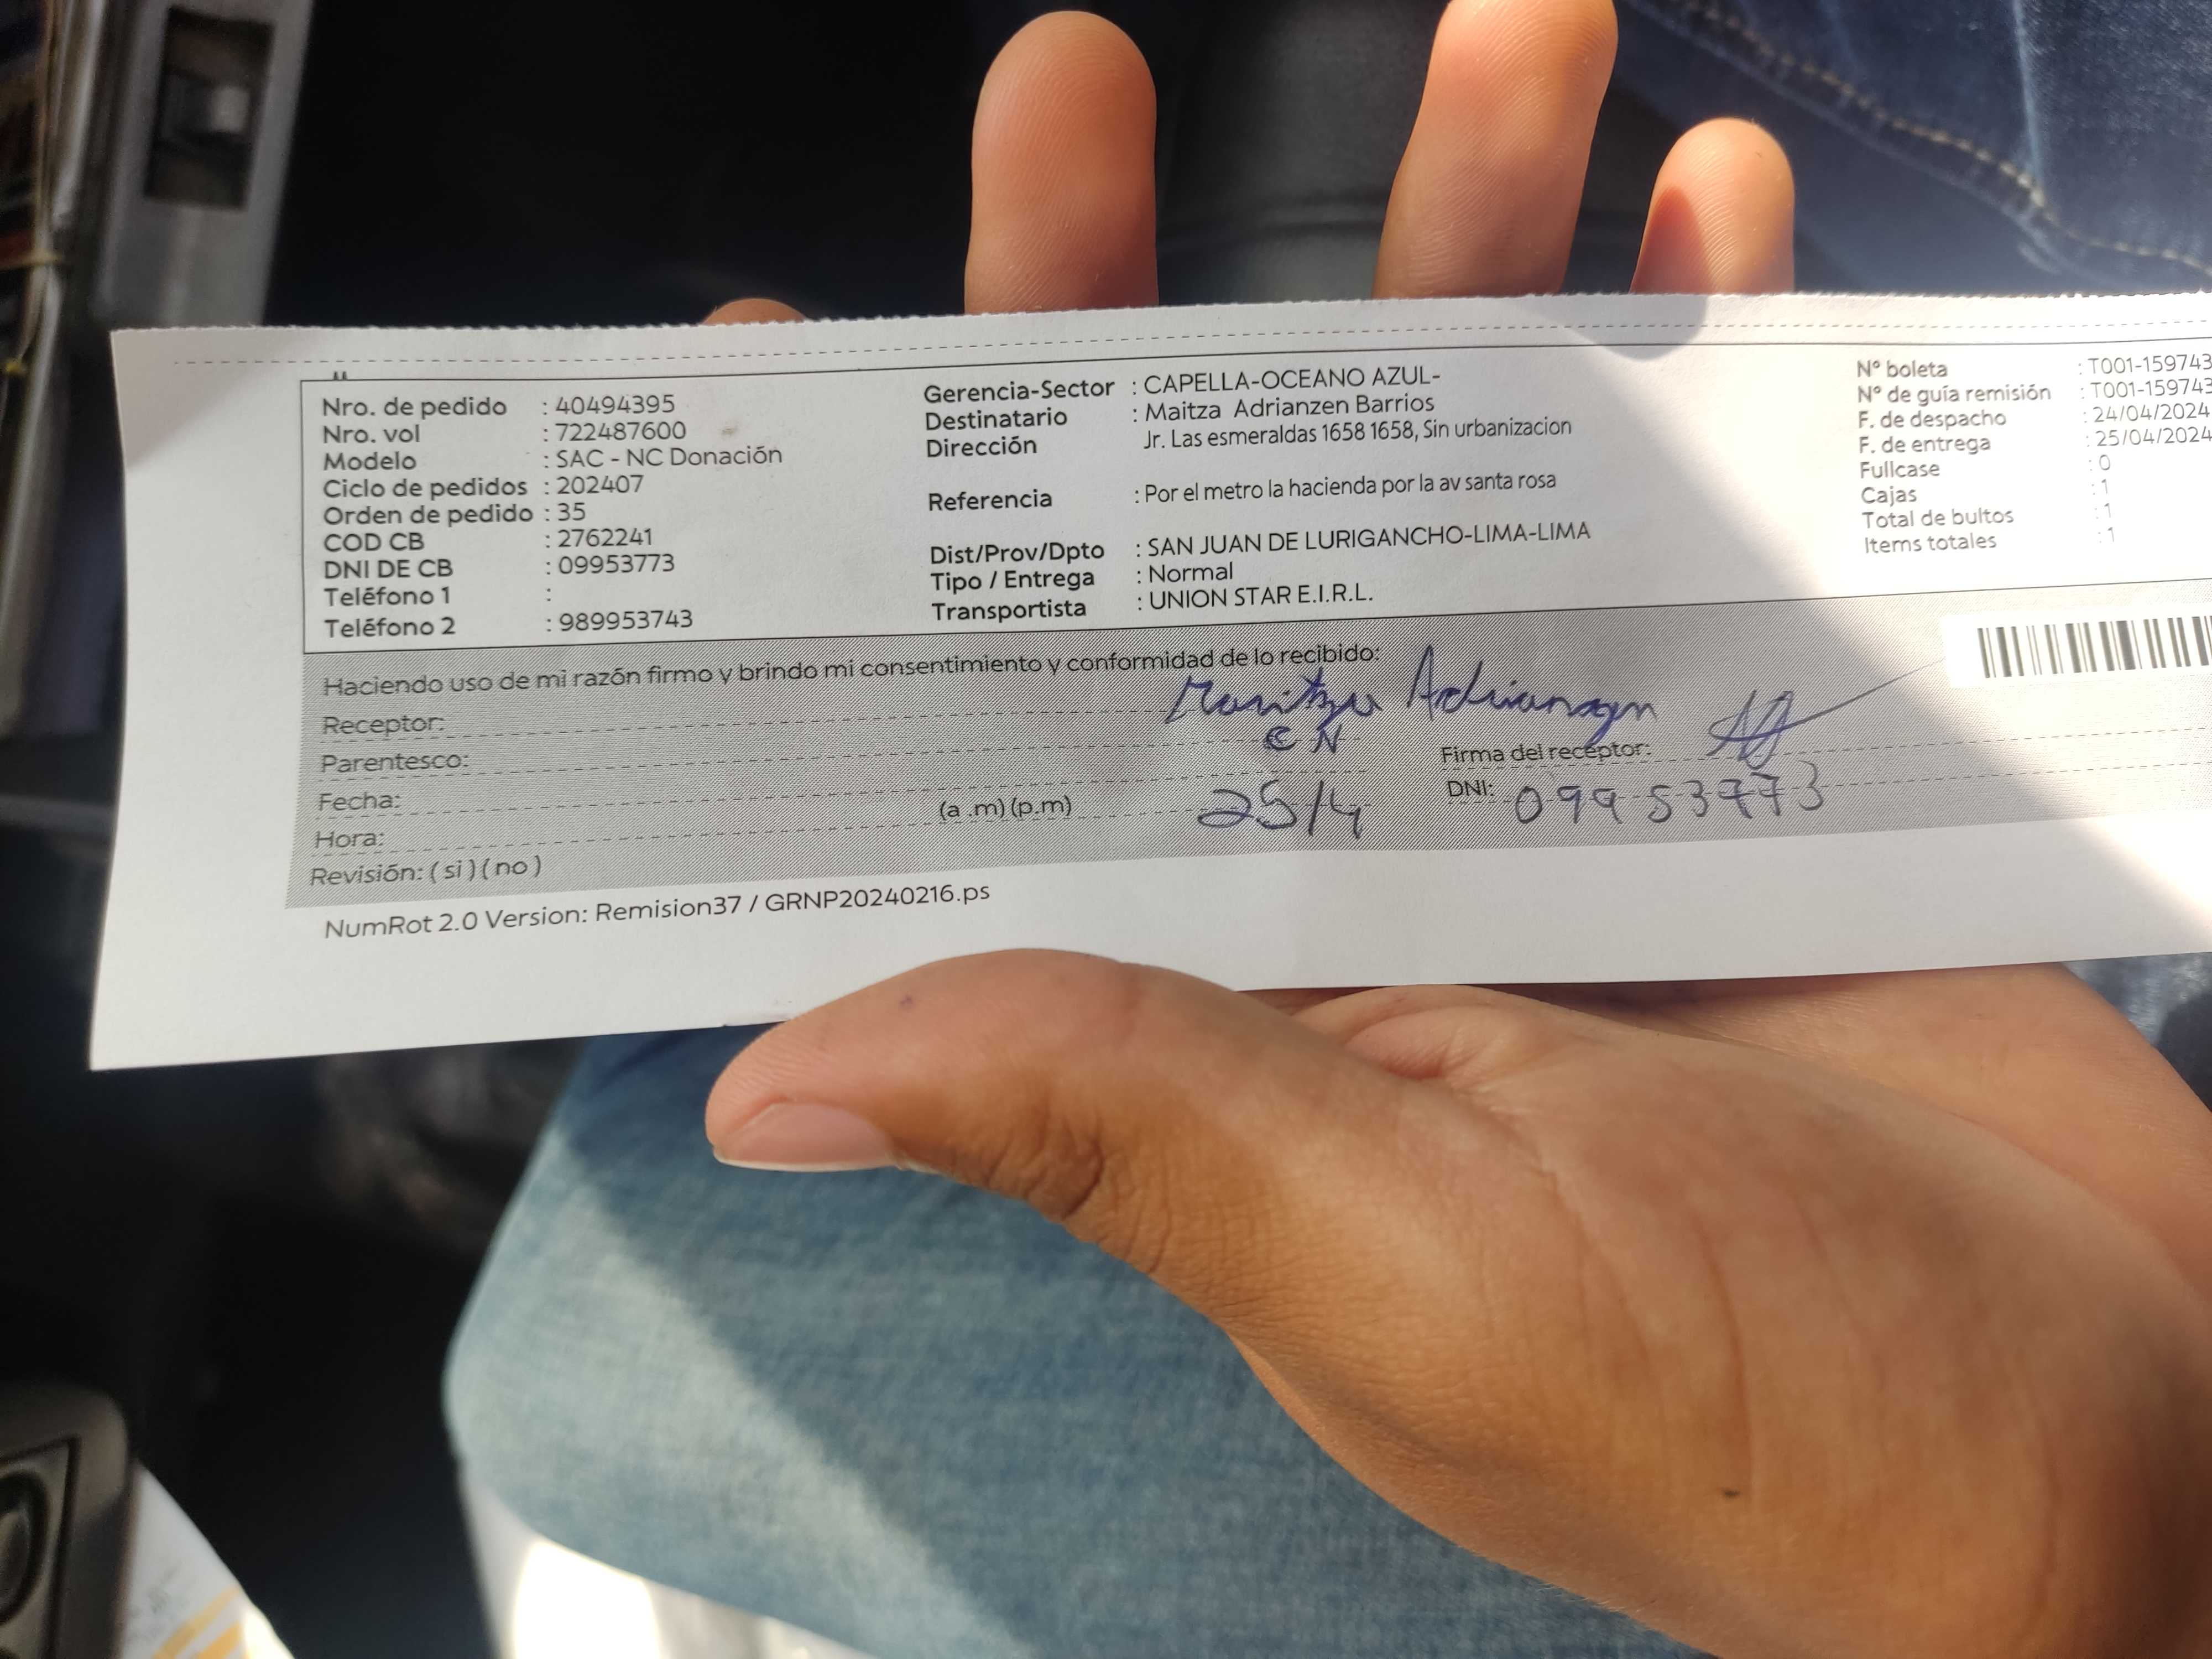 Nro. de pedido : 40494395
Nro. vol : 722487600
Modelo : SAC - NC Donación
Ciclo de pedidos : 202407
Orden de pedido : 35
COD CB : 2762241
DNI DE CB : 09953773
Teléfono 1 :
Teléfono 2 : 989953743
Gerencia-Sector : CAPELLA-OCEANO AZUL-
Destinatario : Maitza Adrianzen Barrios
Dirección Jr. Las esmeraldas 1658 1658, Sin urbanizacion
Referencia : Por el metro la hacienda por la av santa rosa
Dist/Prov/Dpto : SAN JUAN DE LURIGANCHO-LIMA-LIMA
Tipo / Entrega : Normal
Transportista : UNION STAR E.I.R.L.
N° boleta : T001-159743
N° de guía remisión : T001-159743
F. de despacho : 24/04/2024
F. de entrega : 25/04/2024
Fullcase : 0
Cajas : 1
Total de bultos : 1
Items totales : 1
Haciendo uso de mi razón firmo y brindo mi consentimiento y conformidad de lo recibido:
Receptor: Maritza Adrianzen
Parentesco: CN
Firma del receptor:
Fecha: 25/4
DNI: 09953773
Hora: (a .m) (p.m)
Revisión: ( si ) ( no )
NumRot 2.0 Version: Remision37 / GRNP20240216.ps